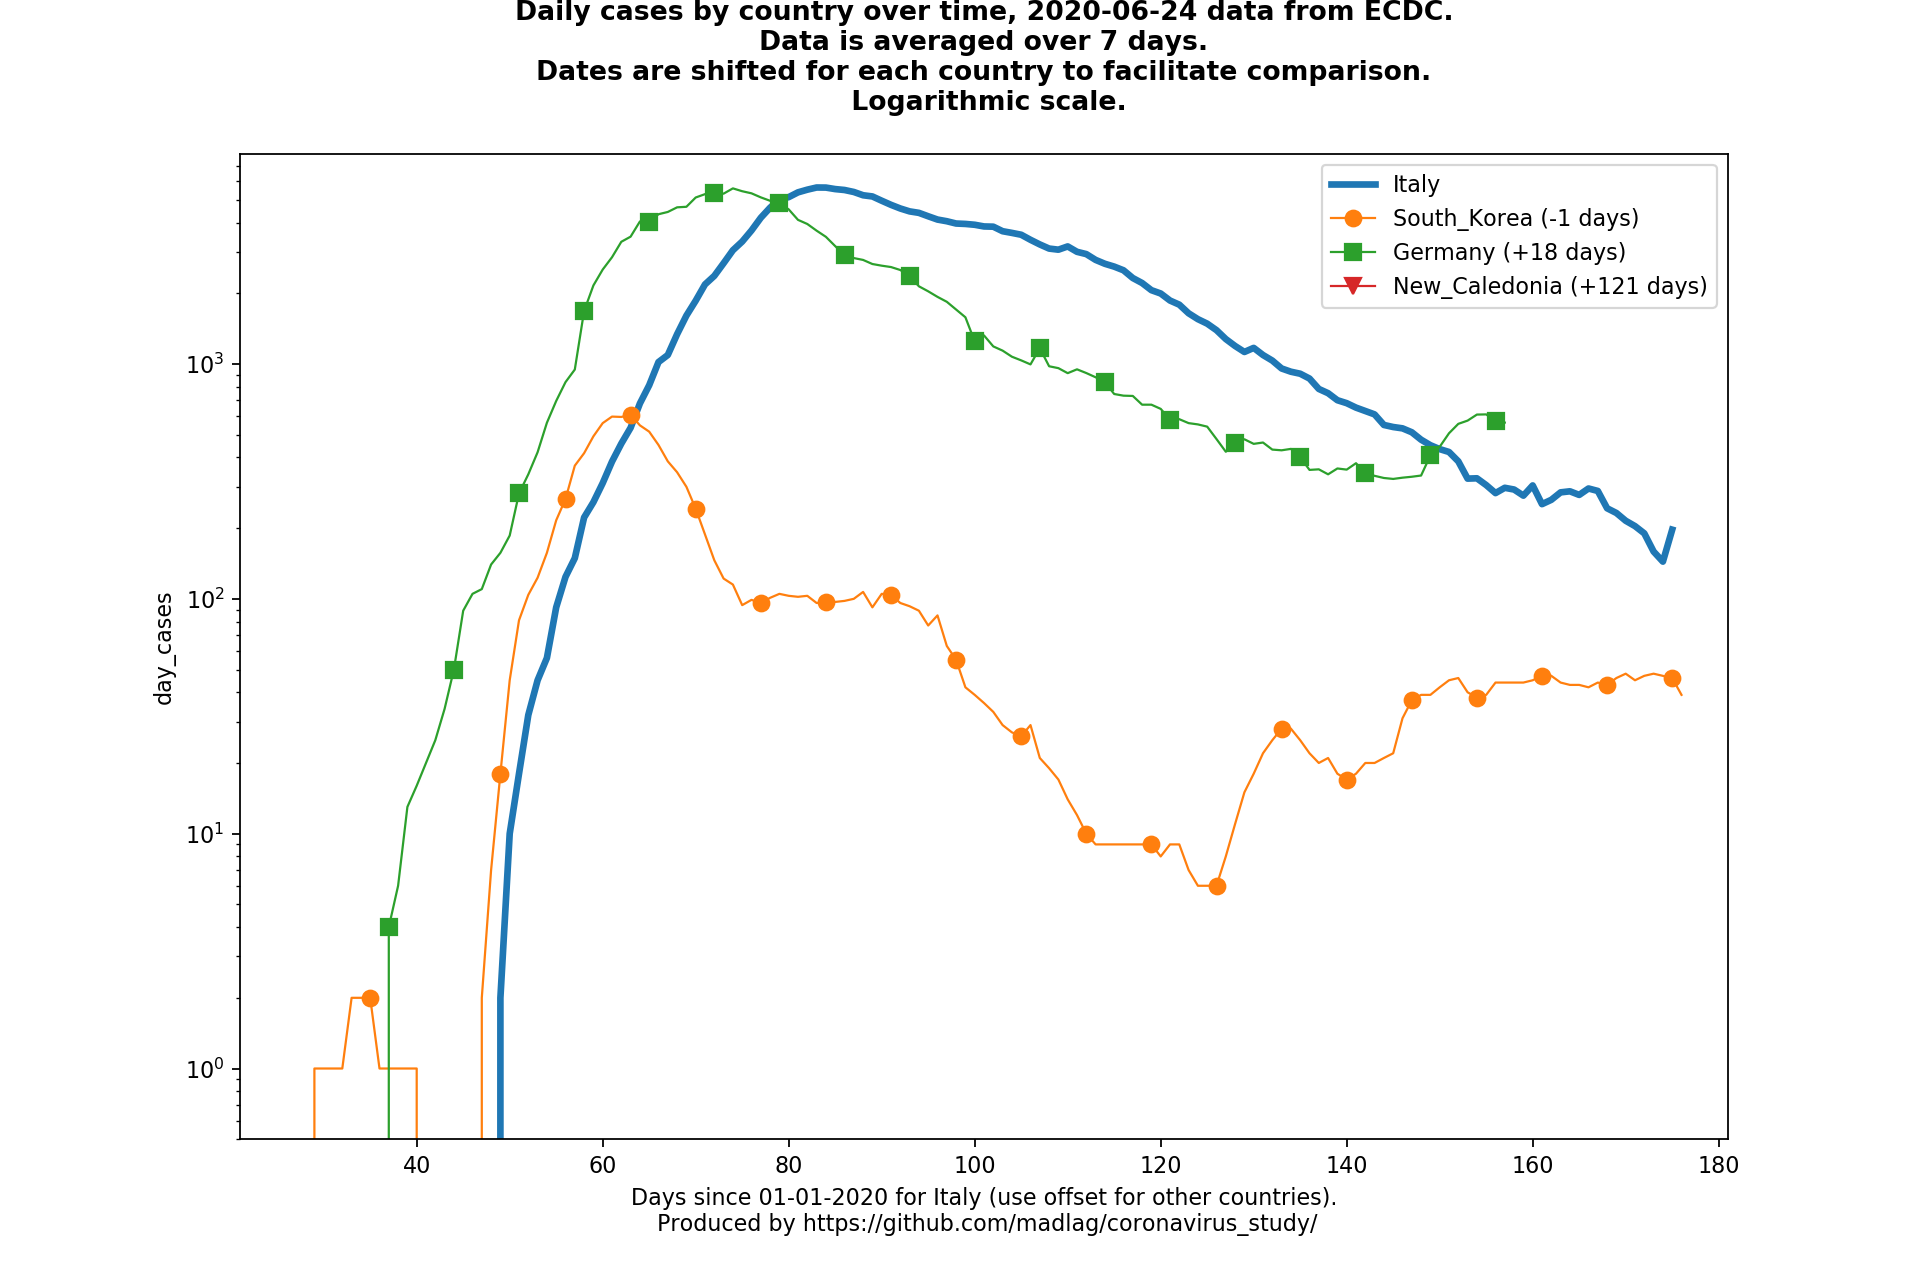 Daily cases by country over time, 2020-06-24 data from ECDC.
Data is averaged over 7 days.
Dates are shifted for each country to facilitate comparison.
Logarithmic scale.
Italy
South_Korea (-1 days)
Germany (+18 days)
New_Caledonia (+121 days)
day_cases
10³
10²
10¹
10⁰
40 60 80 100 120 140 160 180
Days since 01-01-2020 for Italy (use offset for other countries).
Produced by https://github.com/madlag/coronavirus_study/